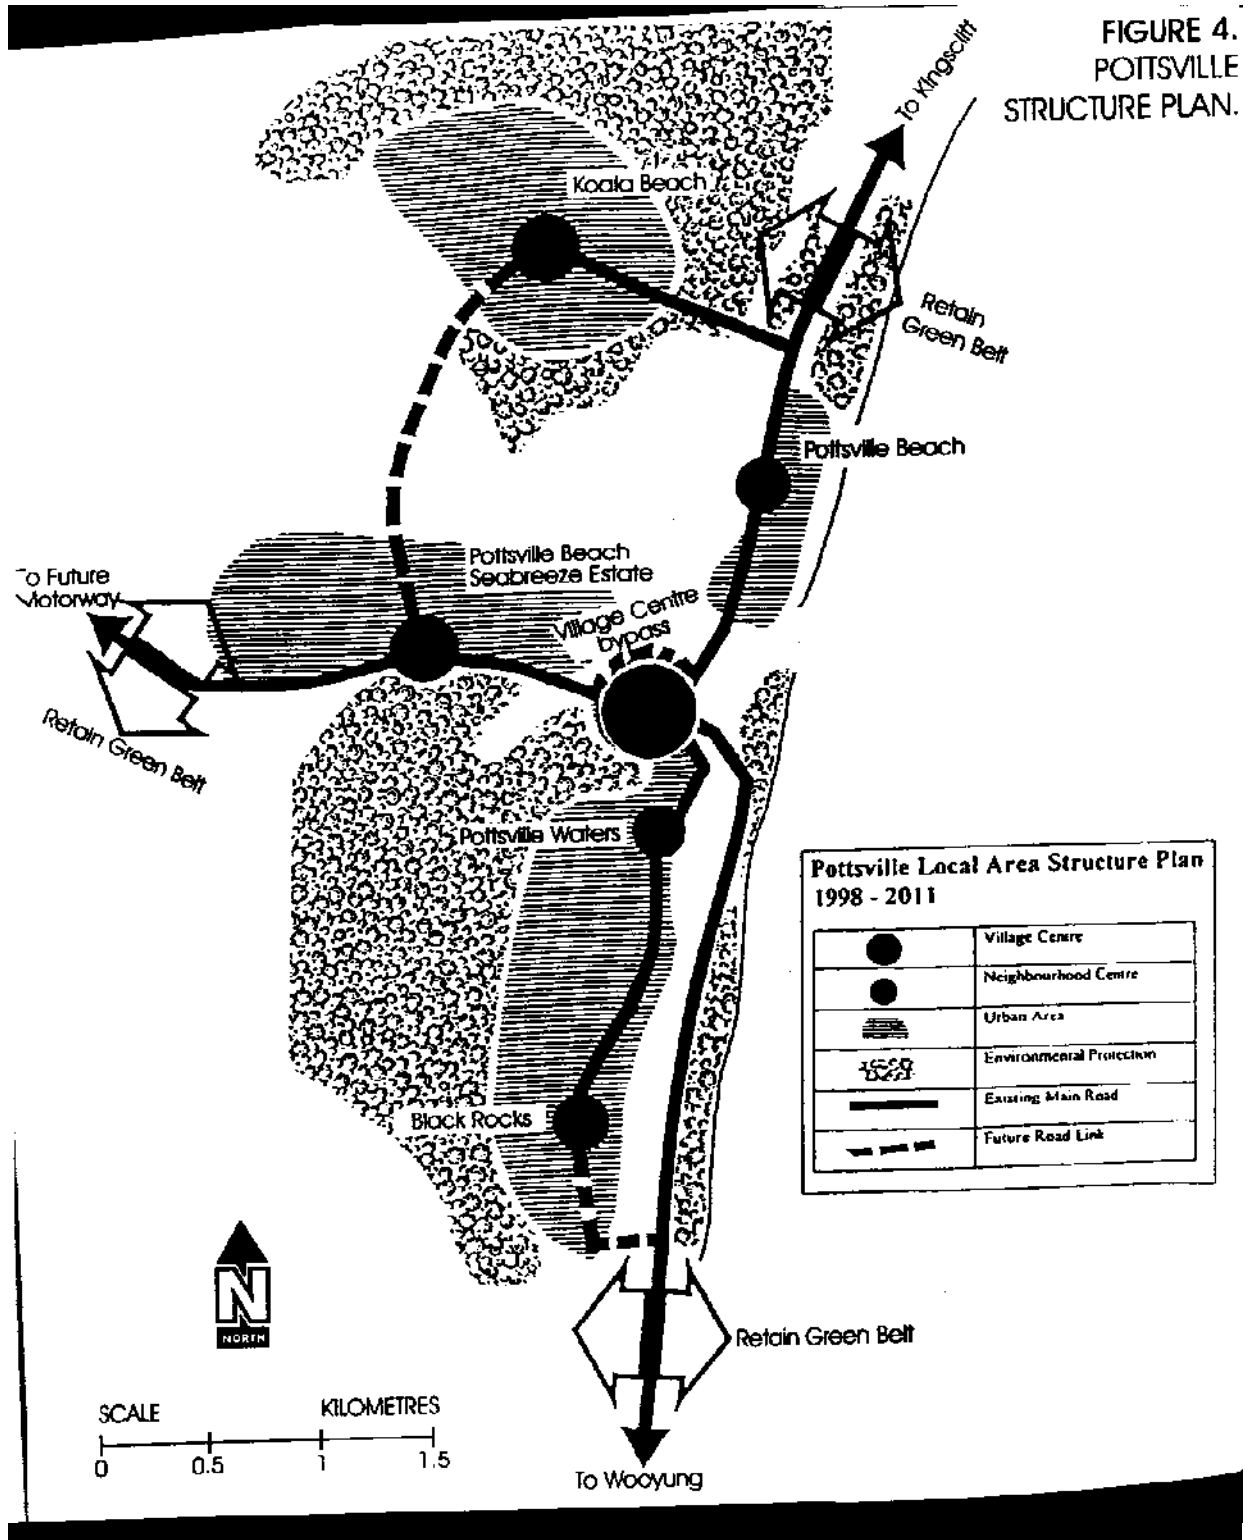 FIGURE 4.
POTTSVILLE
STRUCTURE PLAN.
To Kingscliff
Koala Beach
Retain
Green Belt
Pottsville Beach
Pottsville Beach
Seabreeze Estate
To Future
Motorway
Village Centre
bypass
Retain Green Belt
Pottsville Waters
Pottsville Local Area Structure Plan
1998 - 2011
Village Centre
Neighbourhood Centre
Urban Area
Environmental Protection
Existing Main Road
Future Road Link
Black Rocks
N
NORTH
Retain Green Belt
SCALE KILOMETRES
0 0.5 1 1.5
To Wooyung